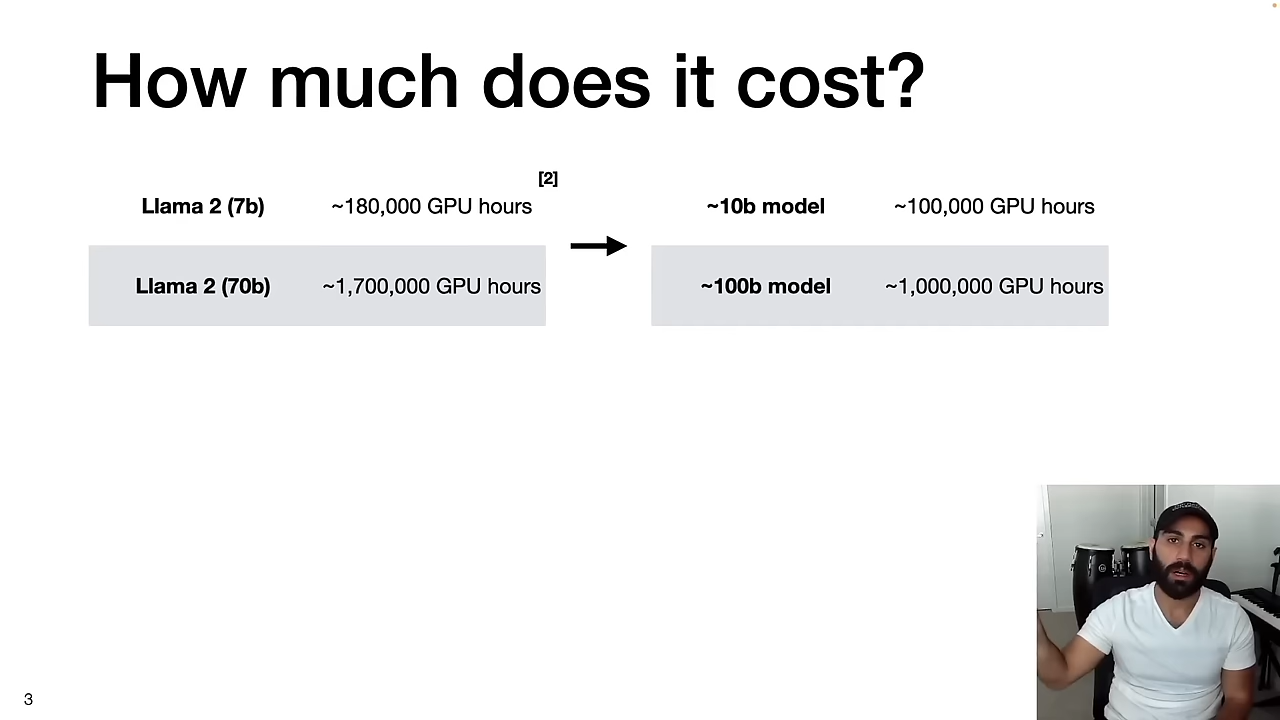 How much does it cost?
[2]
Llama 2 (7b) ~180,000 GPU hours ~10b model ~100,000 GPU hours
Llama 2 (70b) ~1,700,000 GPU hours ~100b model ~1,000,000 GPU hours
3